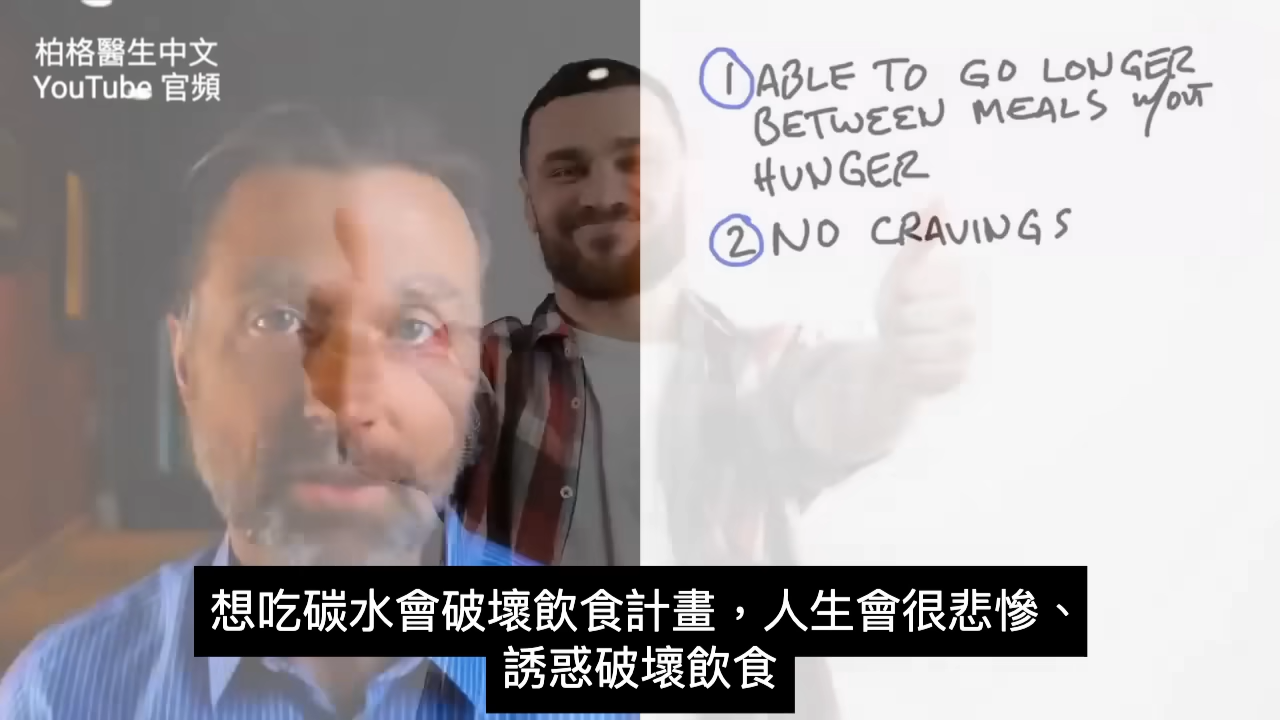 柏格醫生中文
YouTube 官頻
① ABLE TO GO LONGER
BETWEEN MEALS w/OUT
HUNGER
② NO CRAVINGS
想吃碳水會破壞飲食計畫，人生會很悲慘、
誘惑破壞飲食